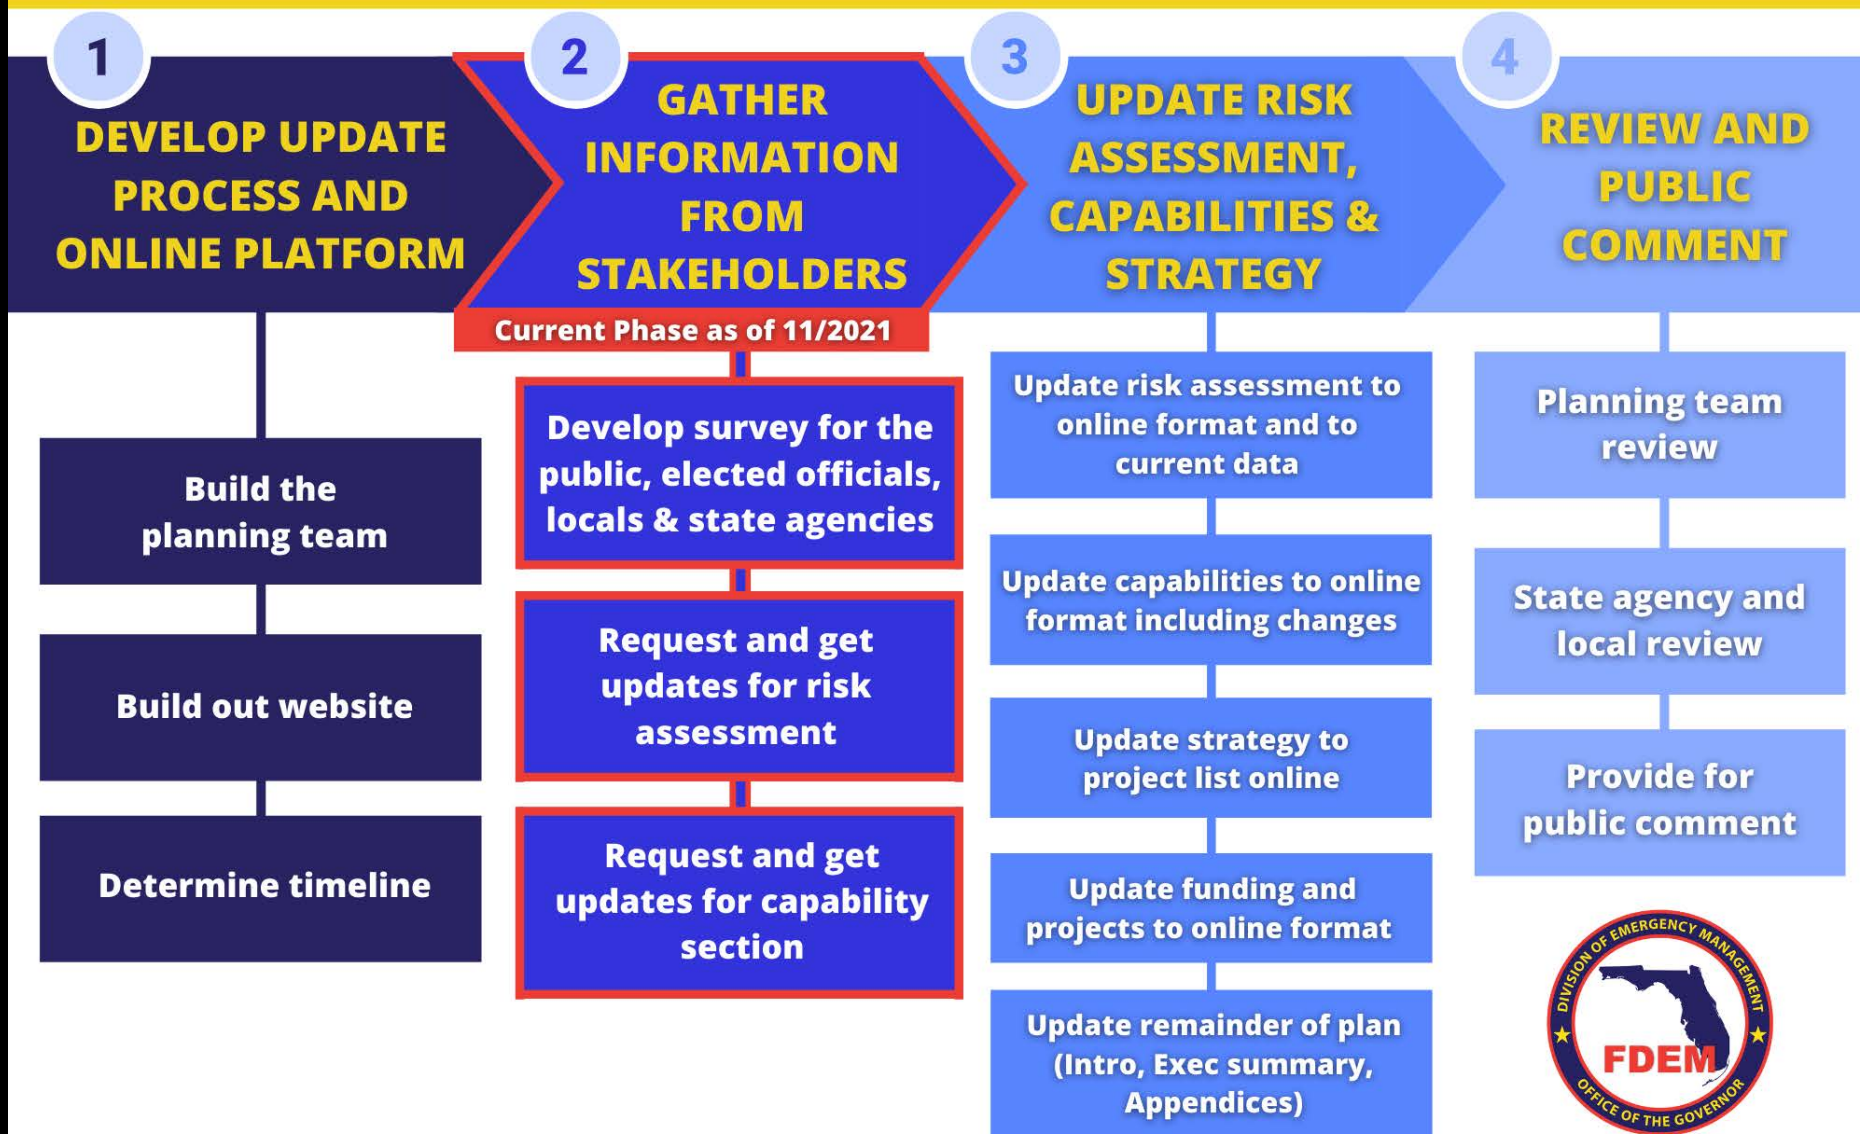 1
DEVELOP UPDATE
PROCESS AND
ONLINE PLATFORM
Build the
planning team
Build out website
Determine timeline
2
GATHER
INFORMATION
FROM
STAKEHOLDERS
Current Phase as of 11/2021
Develop survey for the
public, elected officials,
locals & state agencies
Request and get
updates for risk
assessment
Request and get
updates for capability
section
3
UPDATE RISK
ASSESSMENT,
CAPABILITIES &
STRATEGY
Update risk assessment to
online format and to
current data
Update capabilities to online
format including changes
Update strategy to
project list online
Update funding and
projects to online format
Update remainder of plan
(Intro, Exec summary,
Appendices)
4
REVIEW AND
PUBLIC
COMMENT
Planning team
review
State agency and
local review
Provide for
public comment
DIVISION OF EMERGENCY MANAGEMENT
FDEM
OFFICE OF THE GOVERNOR